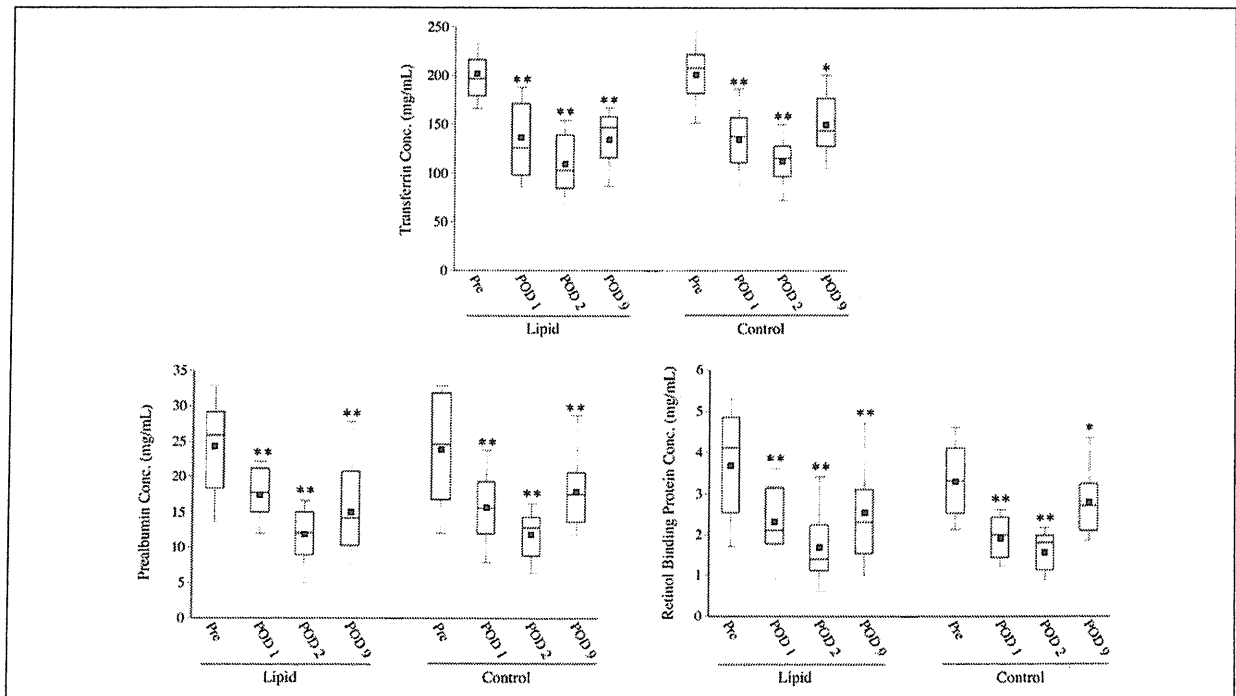 Transferrin Conc. (mg/mL)
250
200
150
100
50
0
**
**
**
**
**
*
Pre
POD 1
POD 2
POD 9
Pre
POD 1
POD 2
POD 9
Lipid
Control
Prealbumin Conc. (mg/mL)
35
30
25
20
15
10
5
0
**
**
**
**
**
**
Pre
POD 1
POD 2
POD 9
Pre
POD 1
POD 2
POD 9
Lipid
Control
Retinol Binding Protein Conc. (mg/mL)
6
5
4
3
2
1
0
**
**
**
**
**
*
Pre
POD 1
POD 2
POD 9
Pre
POD 1
POD 2
POD 9
Lipid
Control